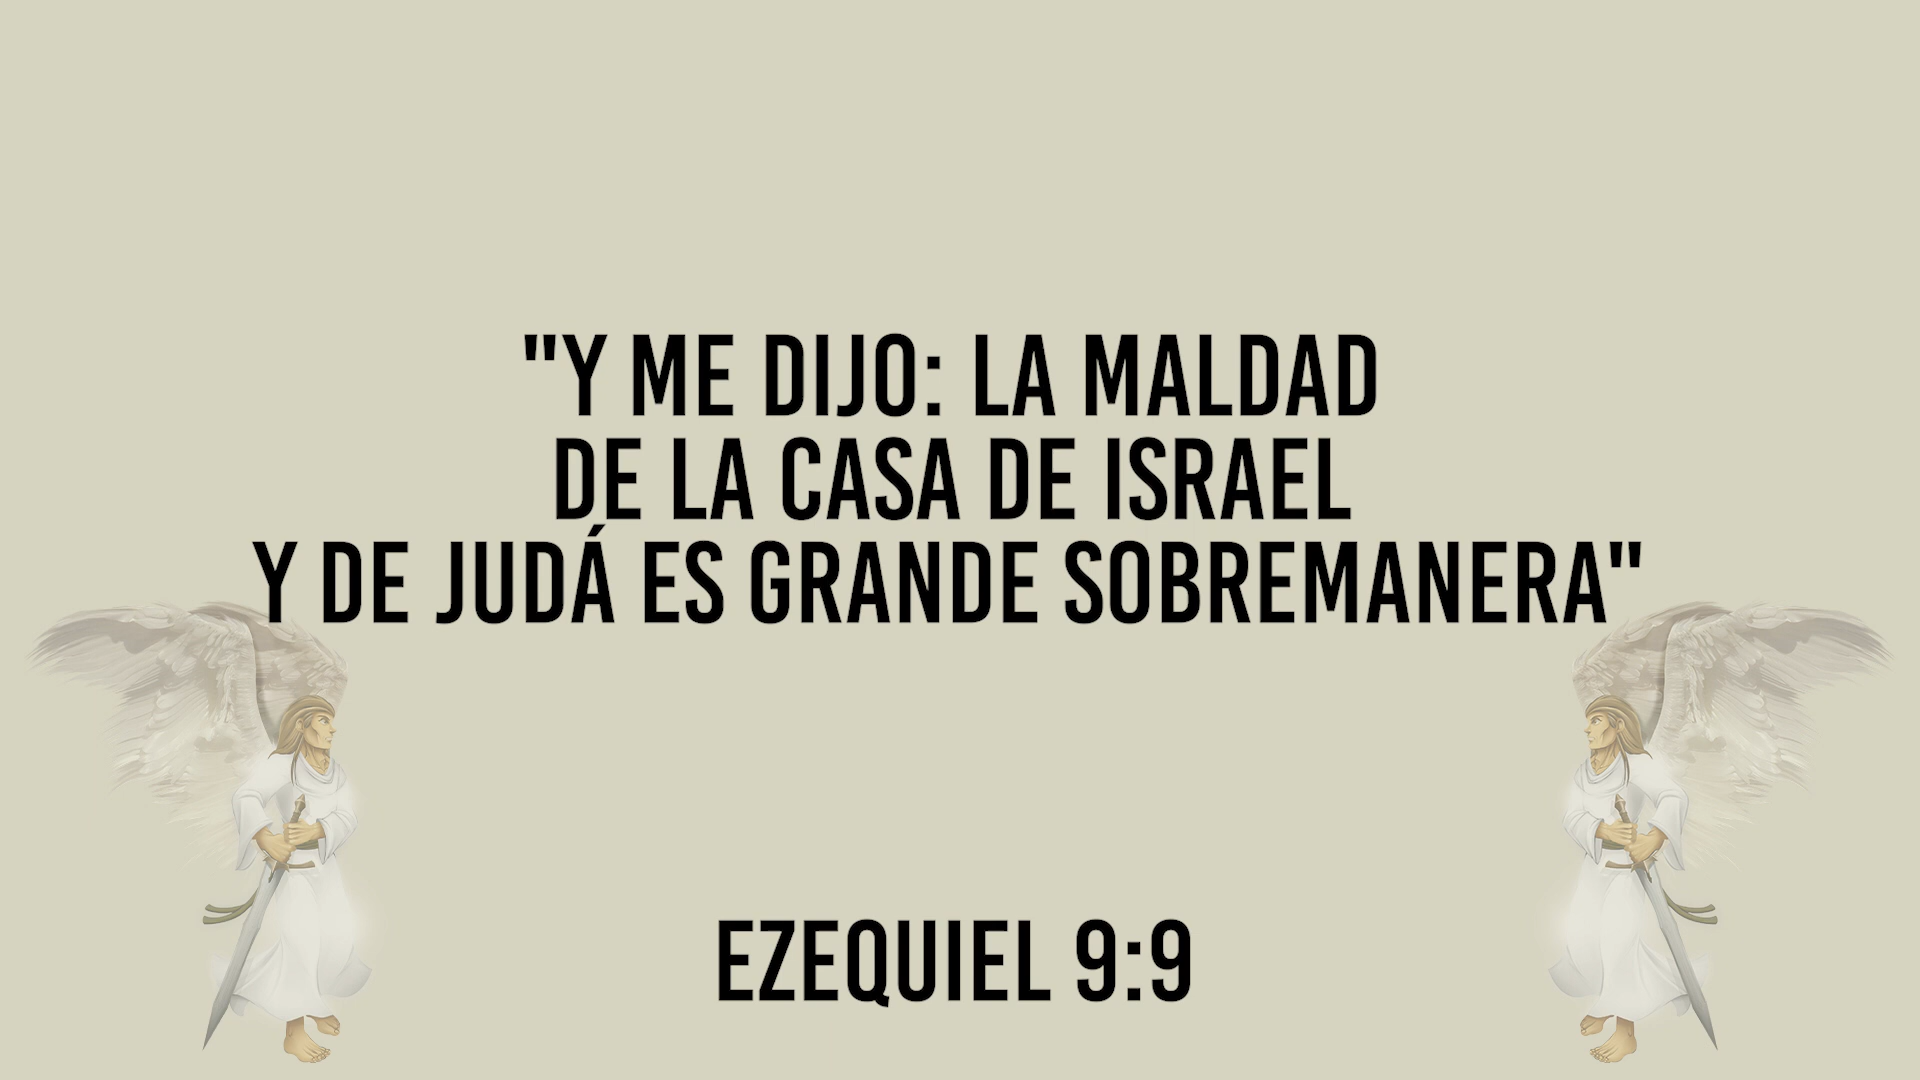 "Y ME DIJO: LA MALDAD
DE LA CASA DE ISRAEL
Y DE JUDÁ ES GRANDE SOBREMANERA"
EZEQUIEL 9:9